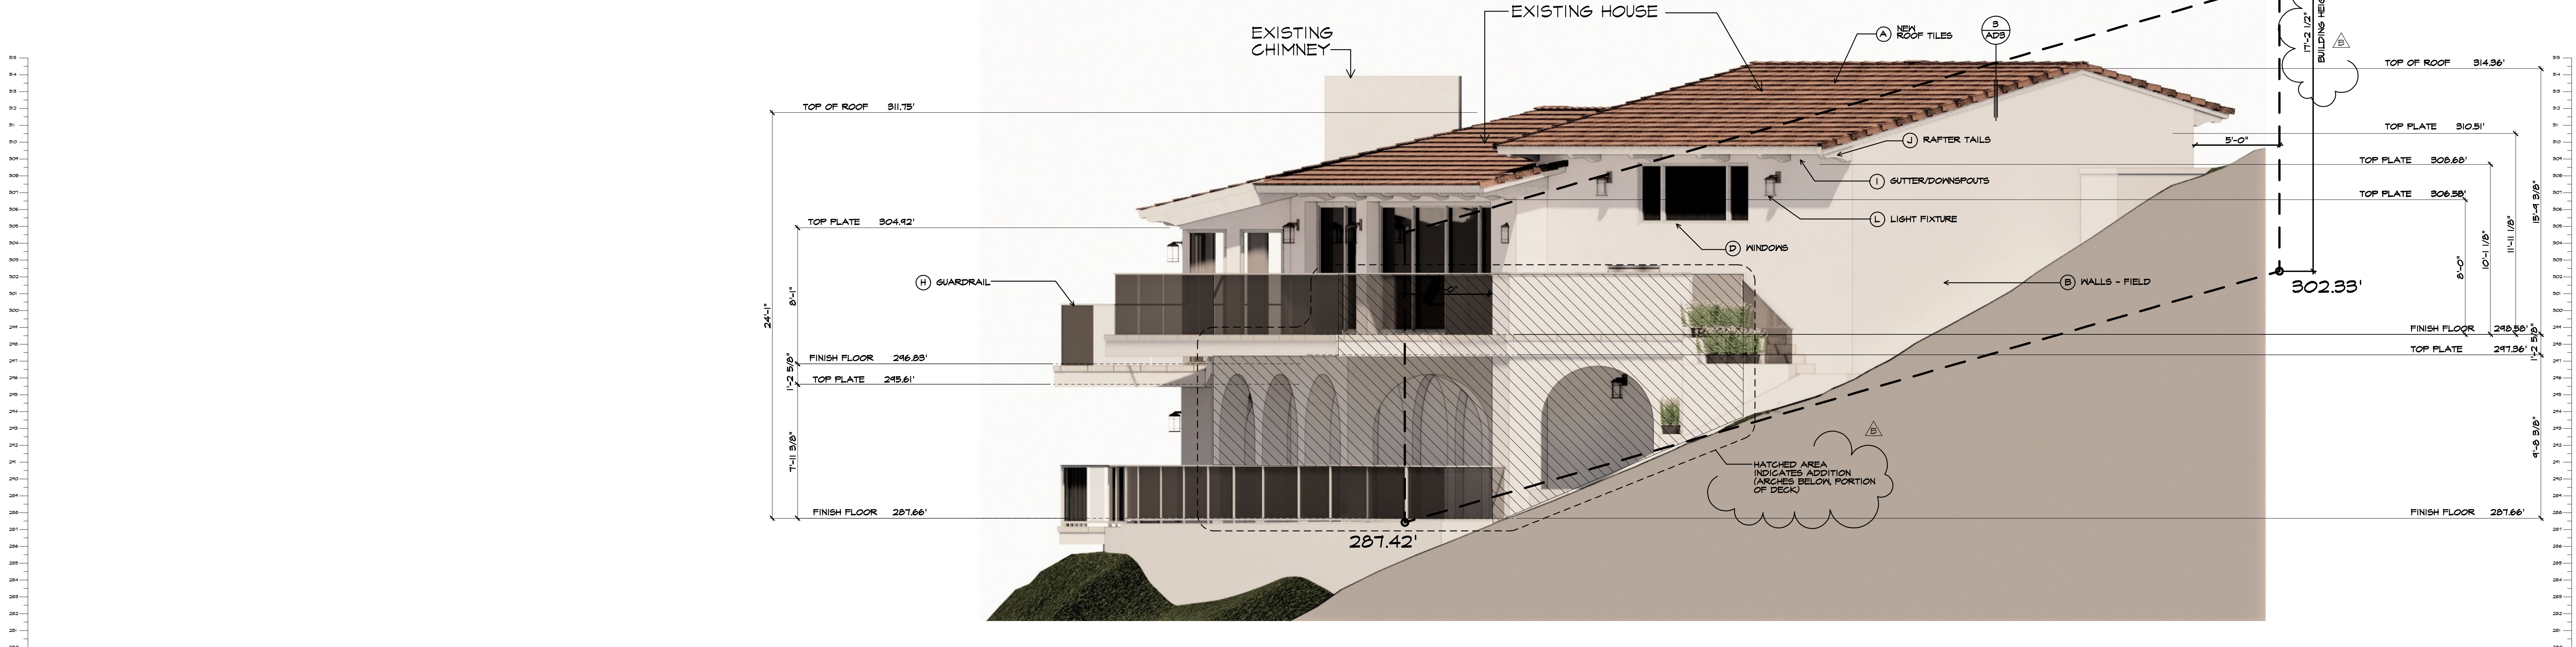 EXISTING HOUSE
EXISTING
CHIMNEY
A NEW
ROOF TILES
3
AD3
17'-2 1/2"
B
TOP OF ROOF 314.36'
TOP OF ROOF 311.75'
TOP PLATE 310.51'
J RAFTER TAILS
5'-0"
TOP PLATE 308.68'
I GUTTER/DOWNSPOUTS
TOP PLATE 306.58'
15'-9 3/8"
11'-11 1/8"
10'-1 1/8"
8'-0"
L LIGHT FIXTURE
TOP PLATE 304.92'
D WINDOWS
H GUARDRAIL
B WALLS - FIELD
302.33'
24'-1"
8'-1"
FINISH FLOOR 298.58'
1'-2 5/8"
TOP PLATE 297.36'
FINISH FLOOR 296.83'
1'-2 5/8"
TOP PLATE 295.61'
B
7'-11 3/8"
9'-8 3/8"
HATCHED AREA
INDICATES ADDITION
(ARCHES BELOW, PORTION
OF DECK)
FINISH FLOOR 287.66'
FINISH FLOOR 287.66'
287.42'